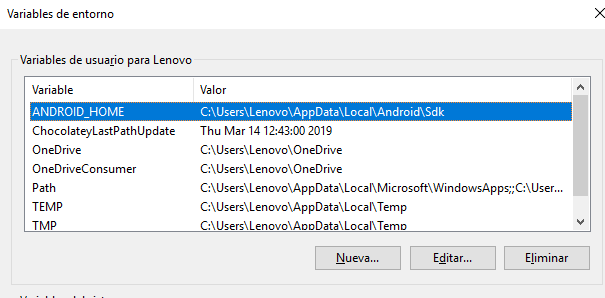 Variables de entorno
Variables de usuario para Lenovo
Variable Valor
ANDROID_HOME C:\Users\Lenovo\AppData\Local\Android\Sdk
ChocolateyLastPathUpdate Thu Mar 14 12:43:00 2019
OneDrive C:\Users\Lenovo\OneDrive
OneDriveConsumer C:\Users\Lenovo\OneDrive
Path C:\Users\Lenovo\AppData\Local\Microsoft\WindowsApps;;C:\User...
TEMP C:\Users\Lenovo\AppData\Local\Temp
TMP C:\Users\Lenovo\AppData\Local\Temp
Nueva... Editar... Eliminar